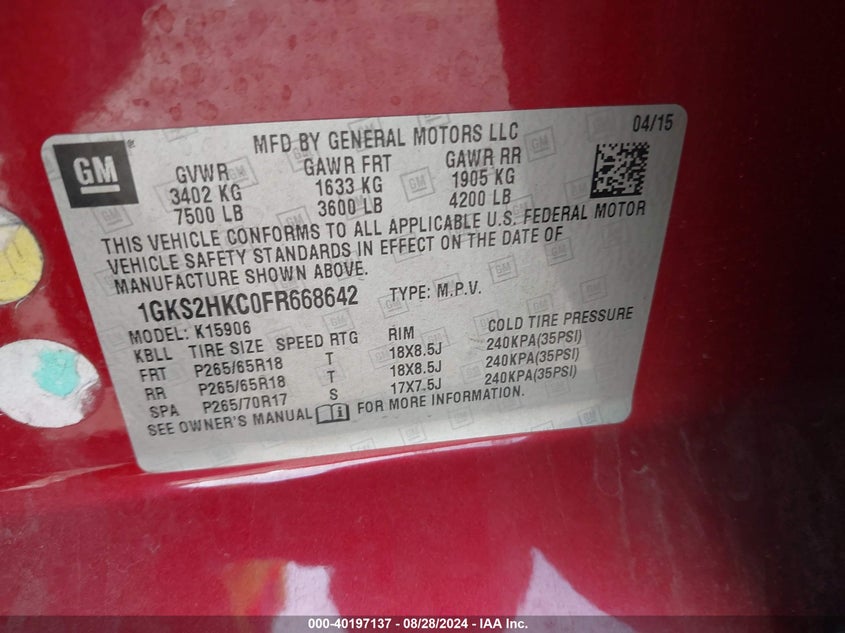 GM
MFD BY GENERAL MOTORS LLC
04/15
GVWR GAWR FRT GAWR RR
3402 KG 1633 KG 1905 KG
7500 LB 3600 LB 4200 LB
THIS VEHICLE CONFORMS TO ALL APPLICABLE U.S. FEDERAL MOTOR
VEHICLE SAFETY STANDARDS IN EFFECT ON THE DATE OF
MANUFACTURE SHOWN ABOVE.
1GKS2HKC0FR668642 TYPE: M.P.V.
MODEL: K15906
KBLL TIRE SIZE SPEED RTG RIM COLD TIRE PRESSURE
FRT P265/65R18 T 18X8.5J 240KPA(35PSI)
RR P265/65R18 T 18X8.5J 240KPA(35PSI)
SPA P265/70R17 S 17X7.5J 240KPA(35PSI)
SEE OWNER'S MANUAL i FOR MORE INFORMATION.
000-40197137 - 08/28/2024 - IAA Inc.